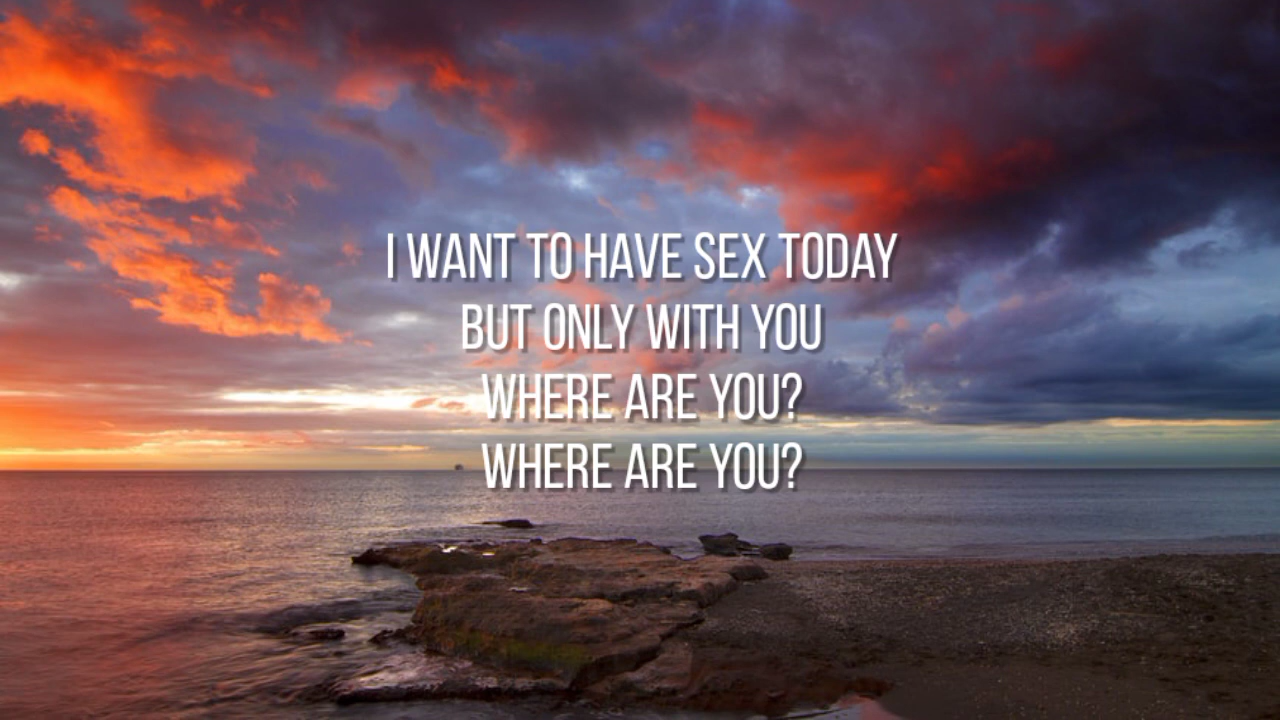 I WANT TO HAVE SEX TODAY
BUT ONLY WITH YOU
WHERE ARE YOU?
WHERE ARE YOU?